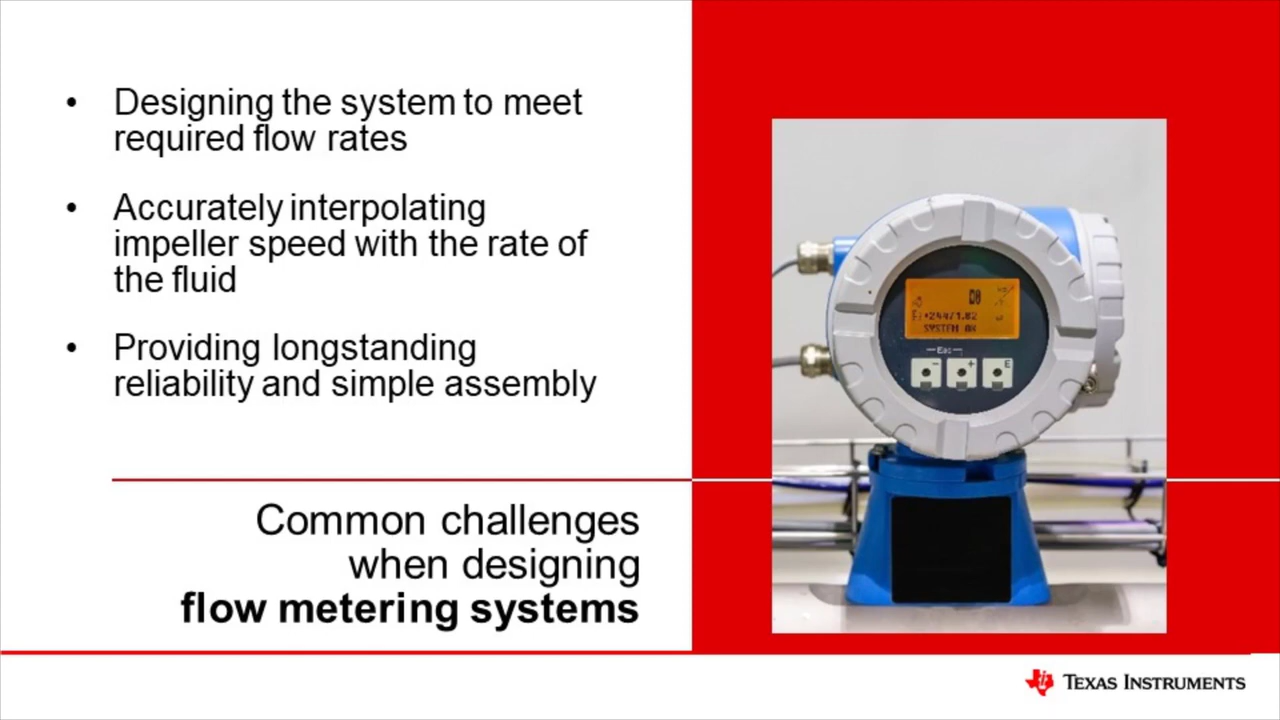 • Designing the system to meet
required flow rates
• Accurately interpolating
impeller speed with the rate of
the fluid
• Providing longstanding
reliability and simple assembly
Common challenges
when designing
flow metering systems
SYSTEM OK
Esc
- + E
TEXAS INSTRUMENTS